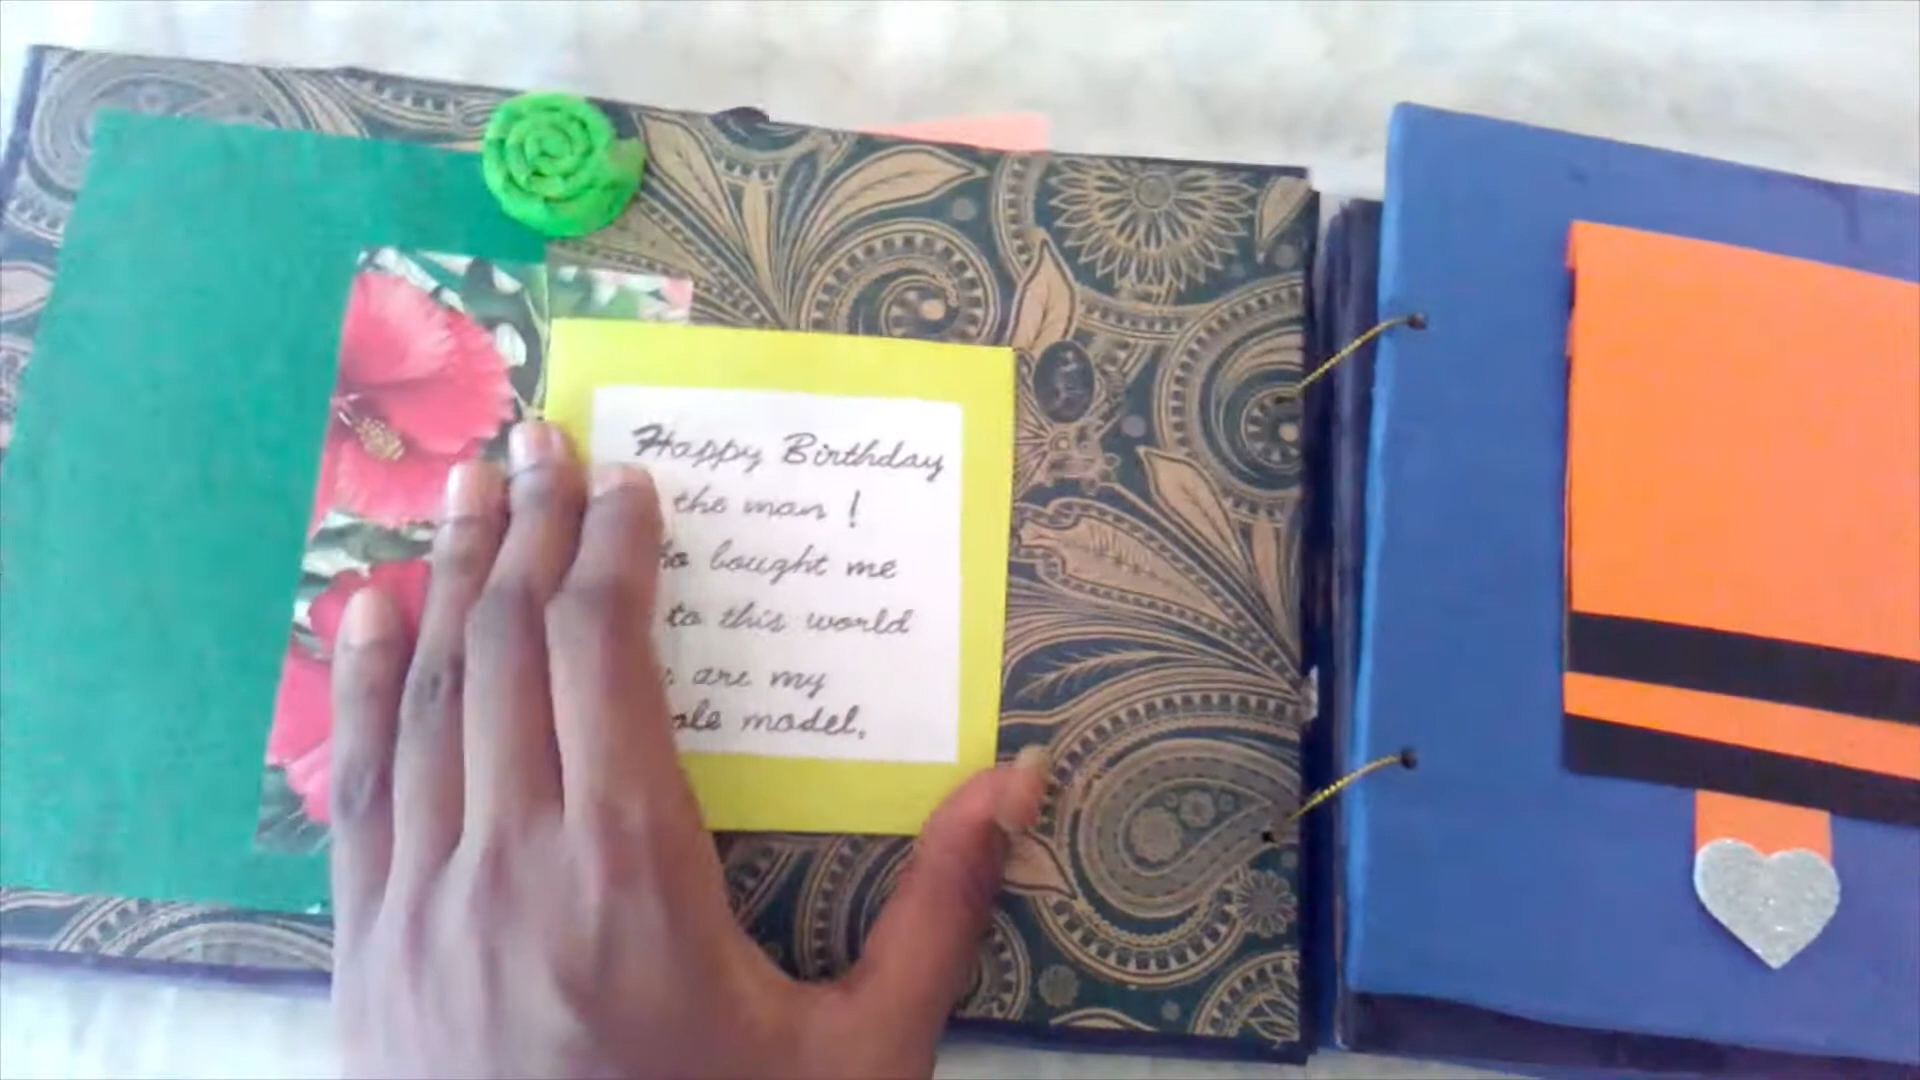 Happy Birthday
the man !
bought me
to this world
are my
model.